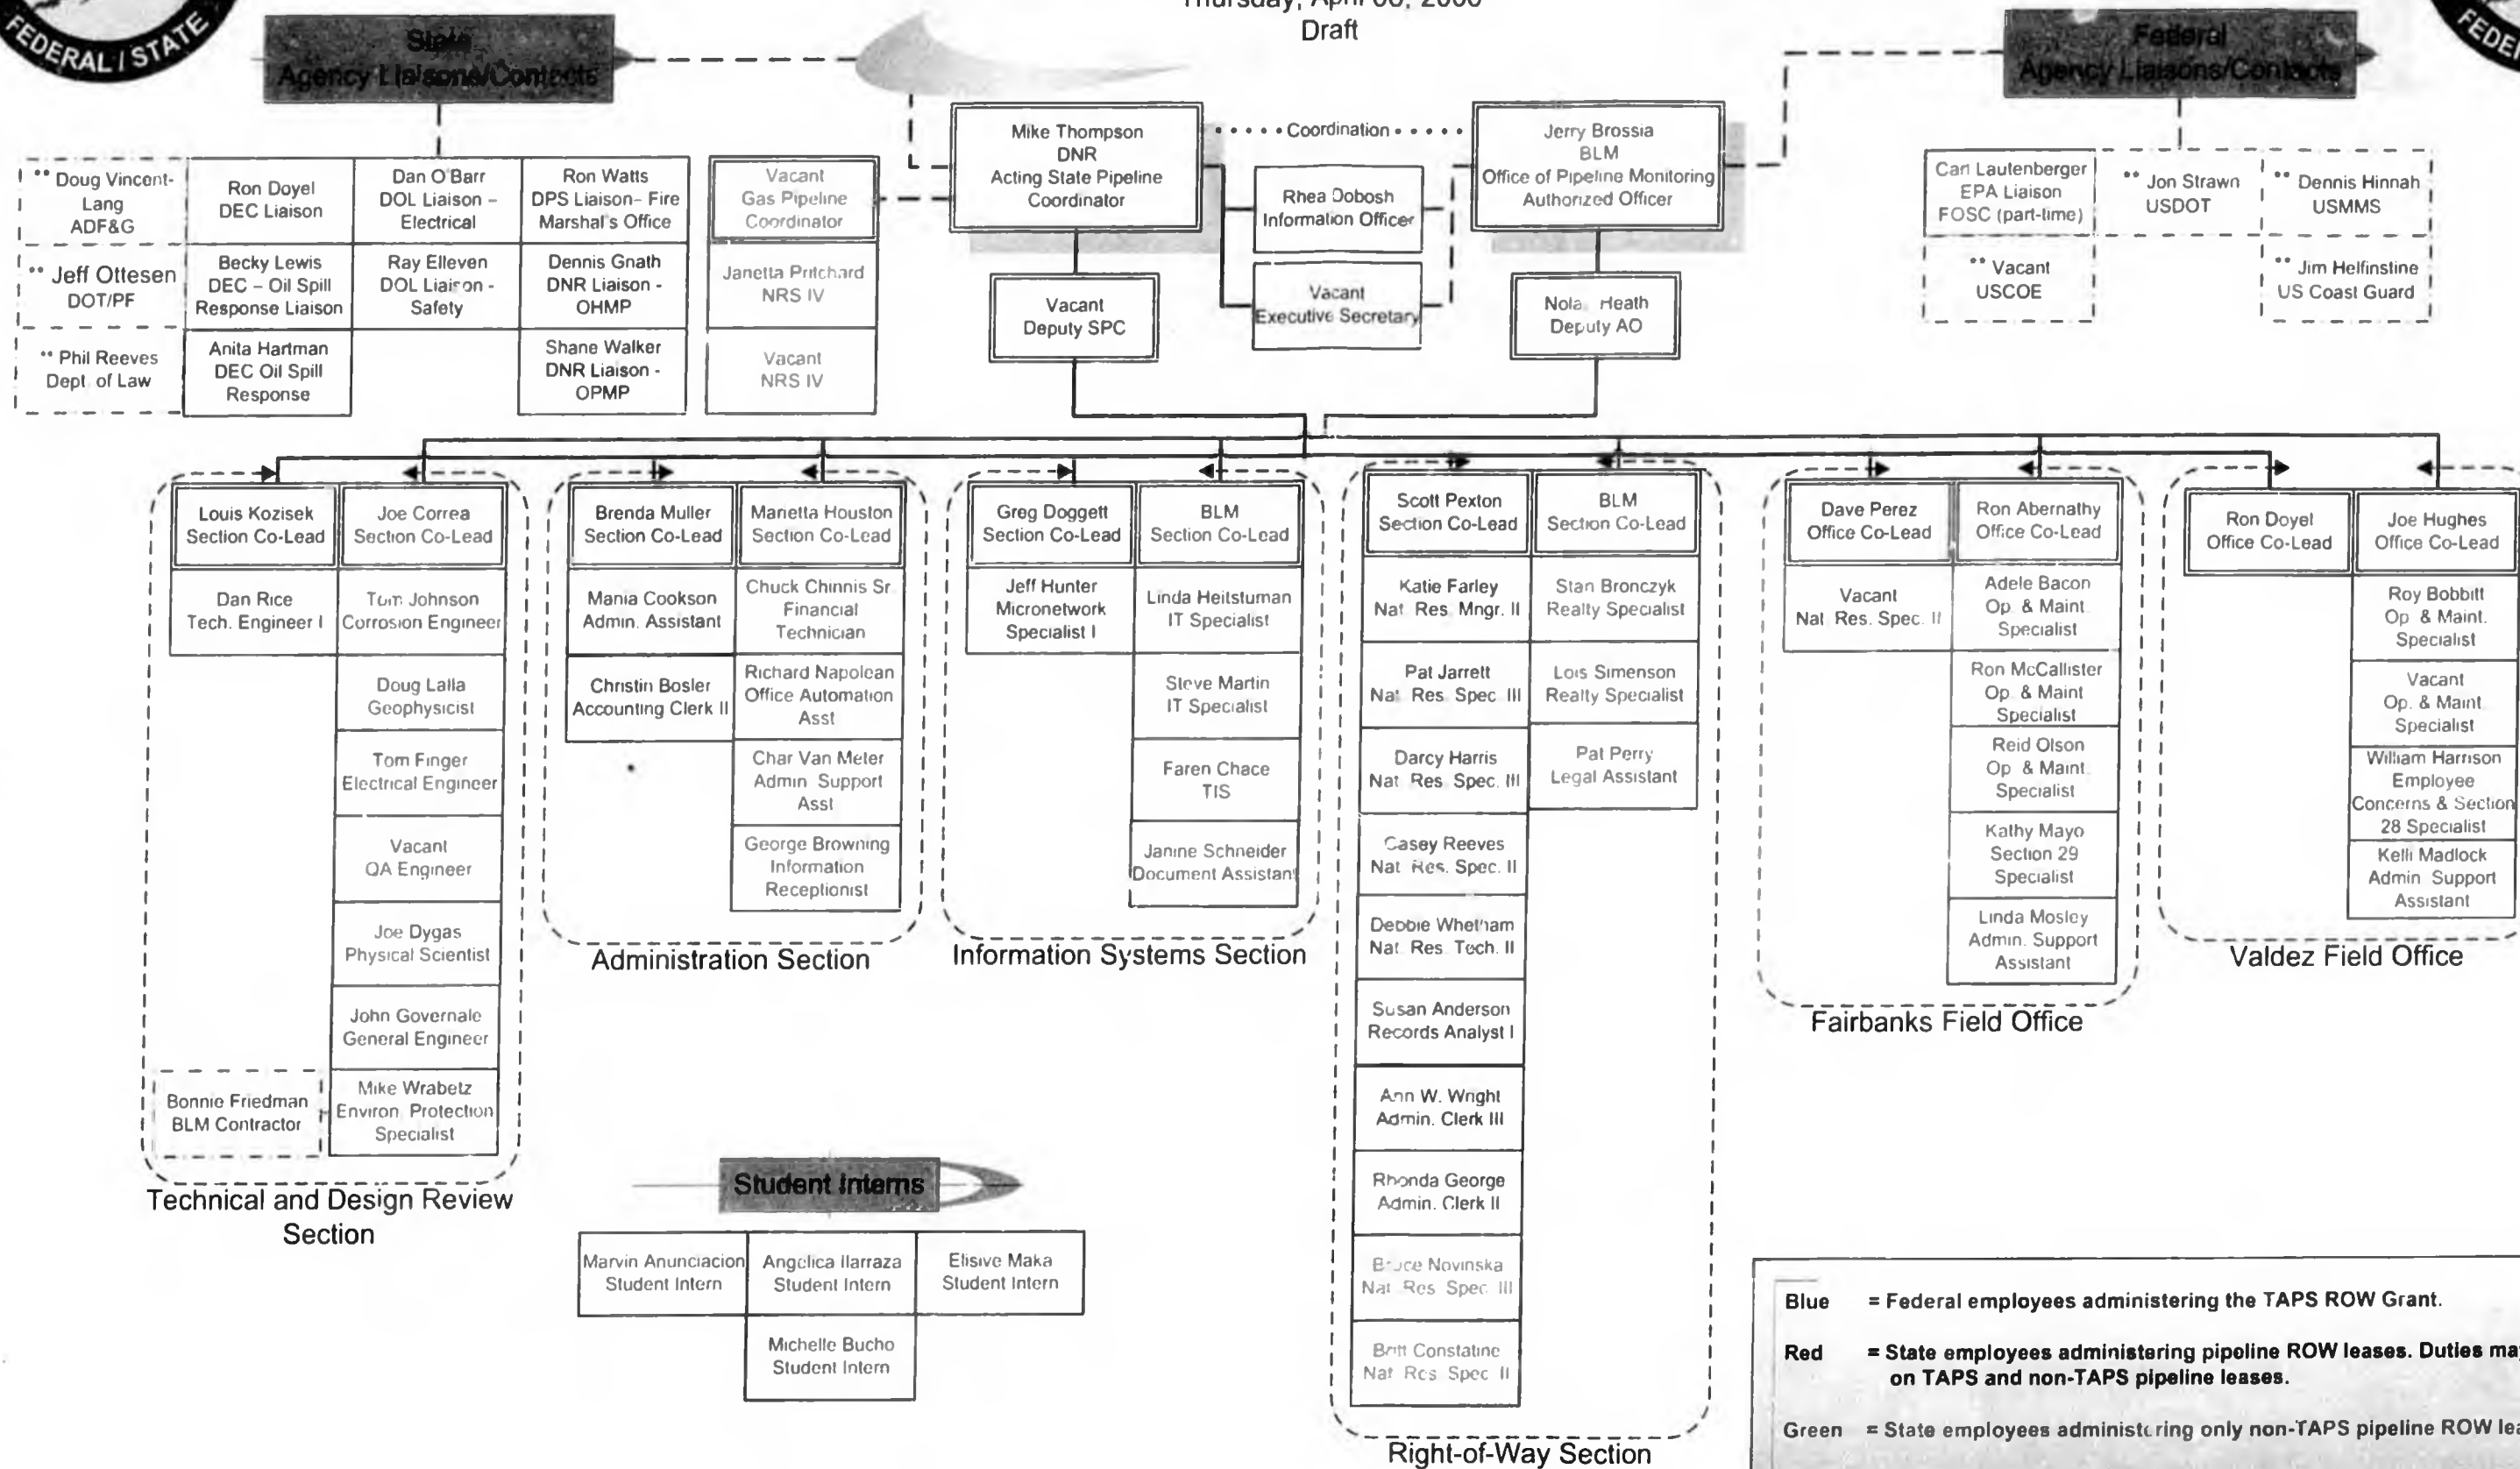 FEDERAL / STATE
Draft
State
Agency Liaisons/Contacts
Federal
Agency Liaisons/Contacts
** Doug Vincent-
Lang
ADF&G
Ron Doyel
DEC Liaison
Dan O'Barr
DOL Liaison –
Electrical
Ron Watts
DPS Liaison– Fire
Marshal's Office
** Jeff Ottesen
DOT/PF
Becky Lewis
DEC – Oil Spill
Response Liaison
Ray Elleven
DOL Liaison -
Safety
Dennis Gnath
DNR Liaison -
OHMP
** Phil Reeves
Dept. of Law
Anita Hartman
DEC Oil Spill
Response
Shane Walker
DNR Liaison -
OPMP
Vacant
Gas Pipeline
Coordinator
Janetta Pritchard
NRS IV
Vacant
NRS IV
Mike Thompson
DNR
Acting State Pipeline
Coordinator
Coordination
Jerry Brossia
BLM
Office of Pipeline Monitoring
Authorized Officer
Rhea Dobosh
Information Officer
Vacant
Executive Secretary
Vacant
Deputy SPC
Nola Heath
Deputy AO
Carl Lautenberger
EPA Liaison
FOSC (part-time)
** Jon Strawn
USDOT
** Dennis Hinnah
USMMS
** Vacant
USCOE
** Jim Helfinstine
US Coast Guard
Louis Kozisek
Section Co-Lead
Joe Correa
Section Co-Lead
Dan Rice
Tech. Engineer I
Tom Johnson
Corrosion Engineer
Doug Lalla
Geophysicist
Tom Finger
Electrical Engineer
Vacant
QA Engineer
Joe Dygas
Physical Scientist
John Governale
General Engineer
Bonnie Friedman
BLM Contractor
Mike Wrabetz
Environ. Protection
Specialist
Technical and Design Review
Section
Brenda Muller
Section Co-Lead
Marietta Houston
Section Co-Lead
Mania Cookson
Admin. Assistant
Chuck Chinnis Sr.
Financial
Technician
Christin Bosler
Accounting Clerk II
Richard Napolean
Office Automation
Asst
Char Van Meter
Admin Support
Asst
George Browning
Information
Receptionist
Administration Section
Greg Doggett
Section Co-Lead
BLM
Section Co-Lead
Jeff Hunter
Micronetwork
Specialist I
Linda Heitstuman
IT Specialist
Steve Martin
IT Specialist
Faren Chace
TIS
Janine Schneider
Document Assistant
Information Systems Section
Scott Pexton
Section Co-Lead
BLM
Section Co-Lead
Katie Farley
Nat. Res. Mngr. II
Stan Bronczyk
Realty Specialist
Pat Jarrett
Nat. Res. Spec. III
Lois Simenson
Realty Specialist
Darcy Harris
Nat. Res. Spec. III
Pat Perry
Legal Assistant
Casey Reeves
Nat. Res. Spec. II
Debbie Whetham
Nat. Res. Tech. II
Susan Anderson
Records Analyst I
Ann W. Wright
Admin. Clerk III
Rhonda George
Admin. Clerk II
Bruce Novinska
Nat Res Spec III
Britt Constatine
Nat Res Spec II
Right-of-Way Section
Dave Perez
Office Co-Lead
Ron Abernathy
Office Co-Lead
Vacant
Nat. Res. Spec. II
Adele Bacon
Op. & Maint.
Specialist
Ron McCallister
Op. & Maint
Specialist
Reid Olson
Op & Maint.
Specialist
Kathy Mayo
Section 29
Specialist
Linda Mosley
Admin. Support
Assistant
Fairbanks Field Office
Ron Doyel
Office Co-Lead
Joe Hughes
Office Co-Lead
Roy Bobbitt
Op & Maint.
Specialist
Vacant
Op. & Maint.
Specialist
William Harrison
Employee
Concerns & Section
28 Specialist
Kelli Madlock
Admin Support
Assistant
Valdez Field Office
Student Interns
Marvin Anunciacion
Student Intern
Angelica Ilarraza
Student Intern
Elisive Maka
Student Intern
Michelle Bucho
Student Intern
Blue = Federal employees administering the TAPS ROW Grant.
Red = State employees administering pipeline ROW leases. Duties
on TAPS and non-TAPS pipeline leases.
Green = State employees administering only non-TAPS pipeline ROW